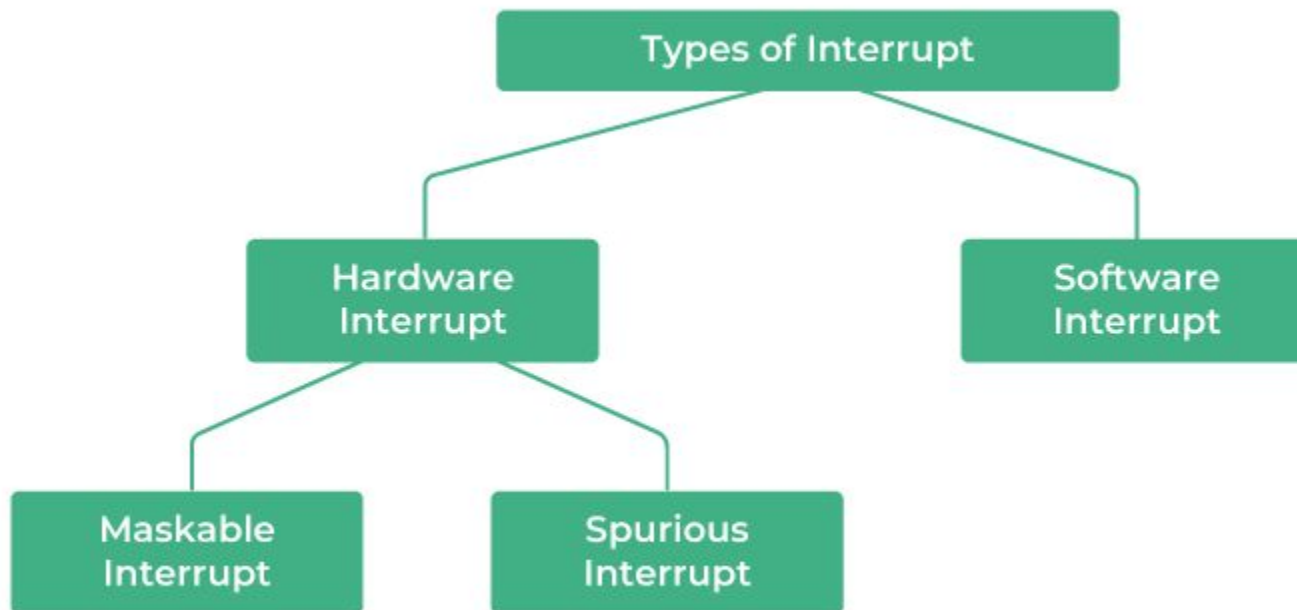 Types of Interrupt
Hardware
Interrupt
Software
Interrupt
Maskable
Interrupt
Spurious
Interrupt